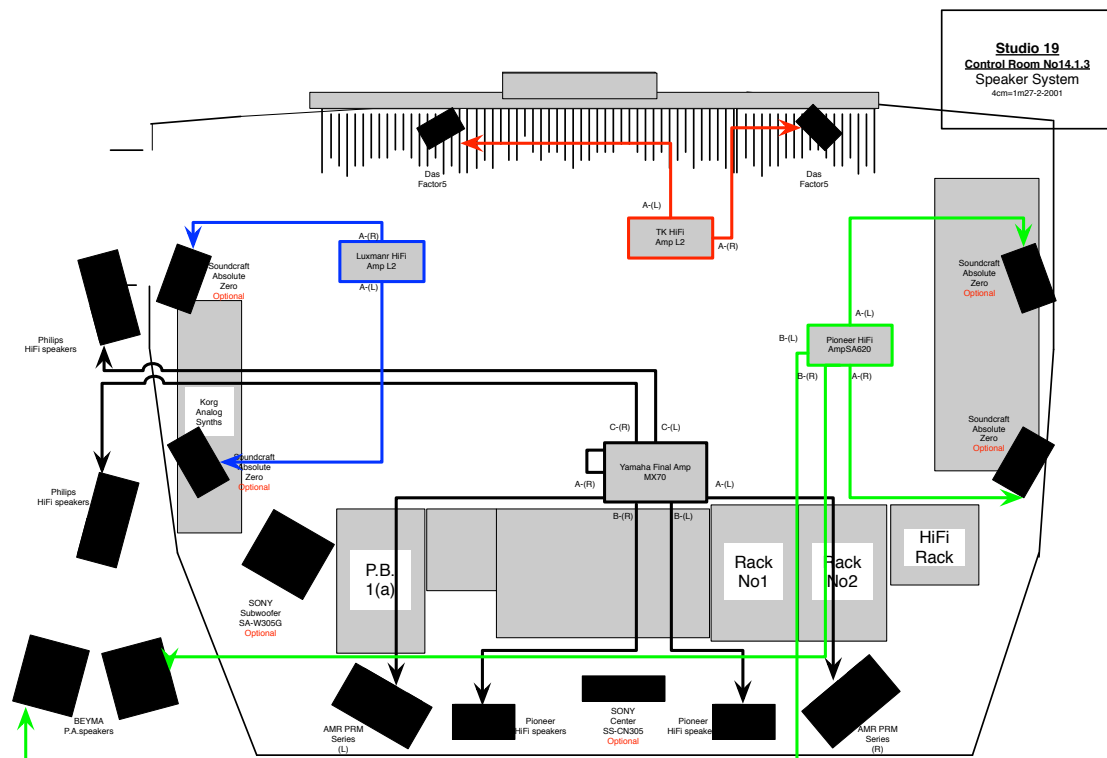 Studio 19
Control Room No14.1.3
Speaker System
4cm=1m27-2-2001
Das
Factor5
Das
Factor5
A-(L)
TK HiFi
Amp L2
A-(R)
A-(R)
Luxmanr HiFi
Amp L2
A-(L)
Soundcraft
Absolute
Zero
Optional
Soundcraft
Absolute
Zero
Optional
A-(L)
B-(L)
Pioneer HiFi
AmpSA620
B-(R)
A-(R)
Philips
HiFi speakers
Korg
Analog
Synths
C-(R)
C-(L)
Soundcraft
Absolute
Zero
Optional
Soundcraft
Absolute
Zero
Optional
Yamaha Final Amp
MX70
A-(R)
A-(L)
B-(R)
B-(L)
Philips
HiFi speakers
P.B.
1(a)
Rack
No1
Rack
No2
HiFi
Rack
SONY
Subwoofer
SA-W305G
Optional
BEYMA
P.A.speakers
AMR PRM
Series
(L)
Pioneer
HiFi speakers
SONY
Center
SS-CN305
Optional
Pioneer
HiFi speake
AMR PRM
Series
(R)